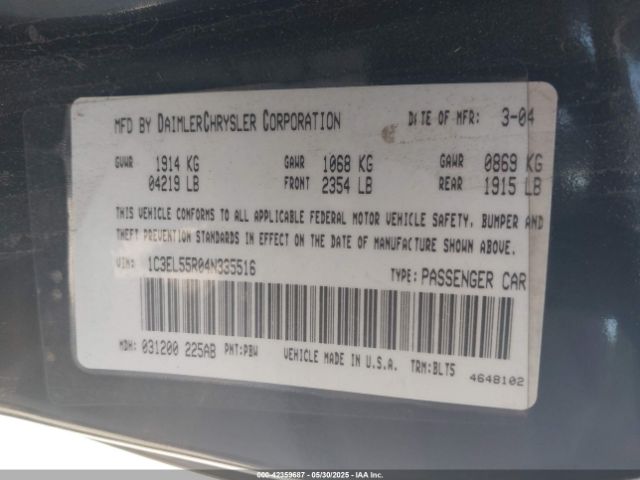 MFD BY DAIMLERCHRYSLER CORPORATION DATE OF MFR: 3-04
GVWR 1914 KG GAWR 1068 KG GAWR 0869 KG
04219 LB FRONT 2354 LB REAR 1915 LB
THIS VEHICLE CONFORMS TO ALL APPLICABLE FEDERAL MOTOR VEHICLE SAFETY, BUMPER AND
THEFT PREVENTION STANDARDS IN EFFECT ON THE DATE OF MANUFACTURE SHOWN ABOVE.
VIN: 1C3EL55R04N335516 TYPE: PASSENGER CAR
MDH: 031200 225AB PNT:PBW VEHICLE MADE IN U.S.A. TRM:BLT5
4648102
000-42359687 - 05/30/2025 - IAA Inc.